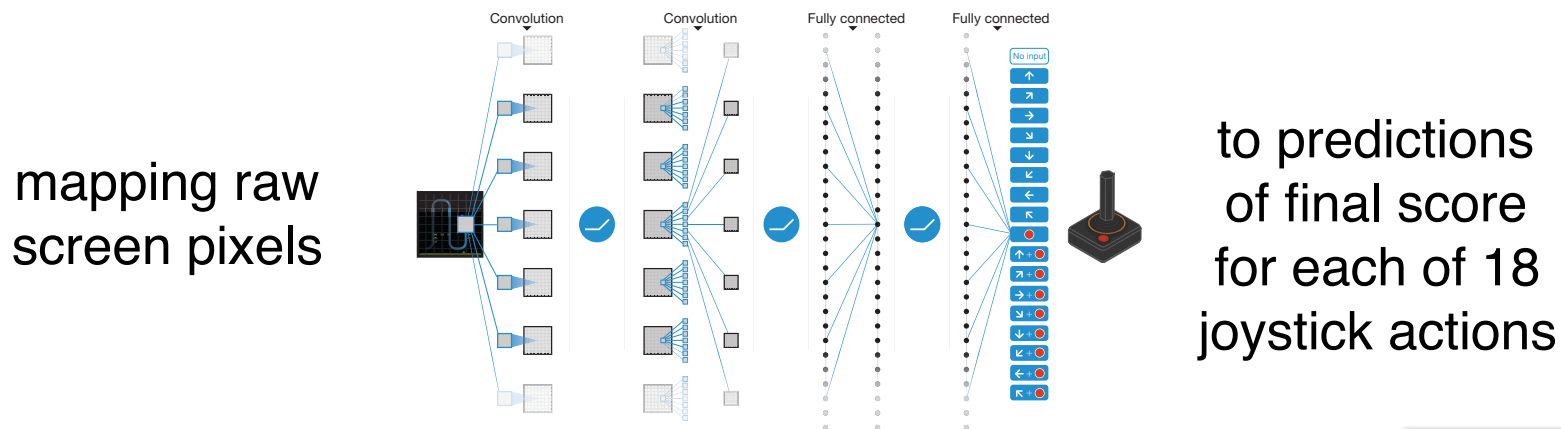 Convolution
Convolution
Fully connected
Fully connected
No input
mapping raw
screen pixels
to predictions
of final score
for each of 18
joystick actions